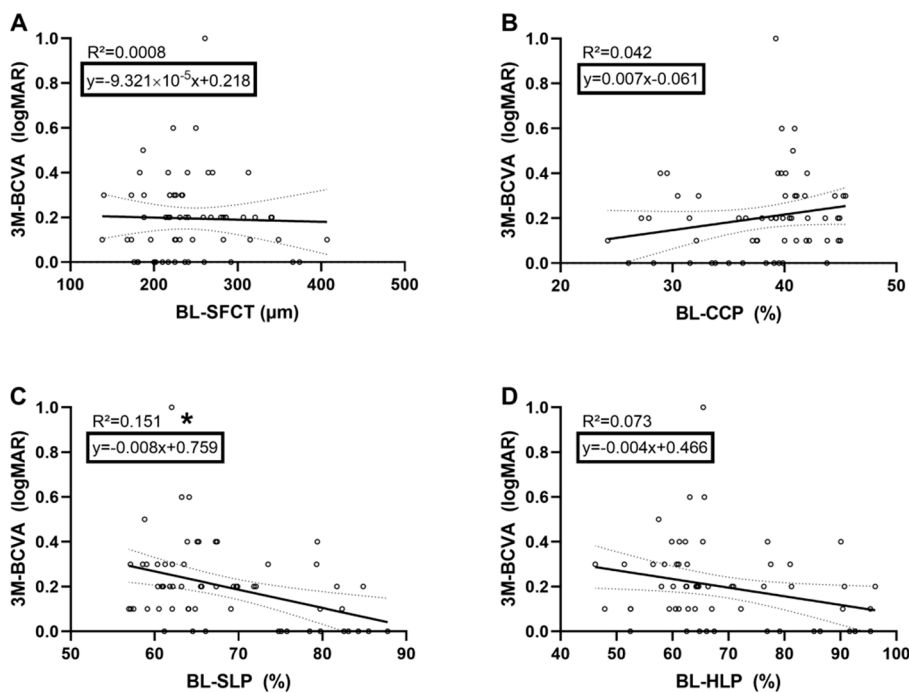 A
R²=0.0008
y=-9.321×10⁻⁵x+0.218
3M-BCVA (logMAR)
1.0
0.8
0.6
0.4
0.2
0.0
100 200 300 400 500
BL-SFCT (µm)
B
R²=0.042
y=0.007x-0.061
3M-BCVA (logMAR)
1.0
0.8
0.6
0.4
0.2
0.0
20 30 40 50
BL-CCP (%)
C
R²=0.151 *
y=-0.008x+0.759
3M-BCVA (logMAR)
1.0
0.8
0.6
0.4
0.2
0.0
50 60 70 80 90
BL-SLP (%)
D
R²=0.073
y=-0.004x+0.466
3M-BCVA (logMAR)
1.0
0.8
0.6
0.4
0.2
0.0
40 50 60 70 80 90 100
BL-HLP (%)